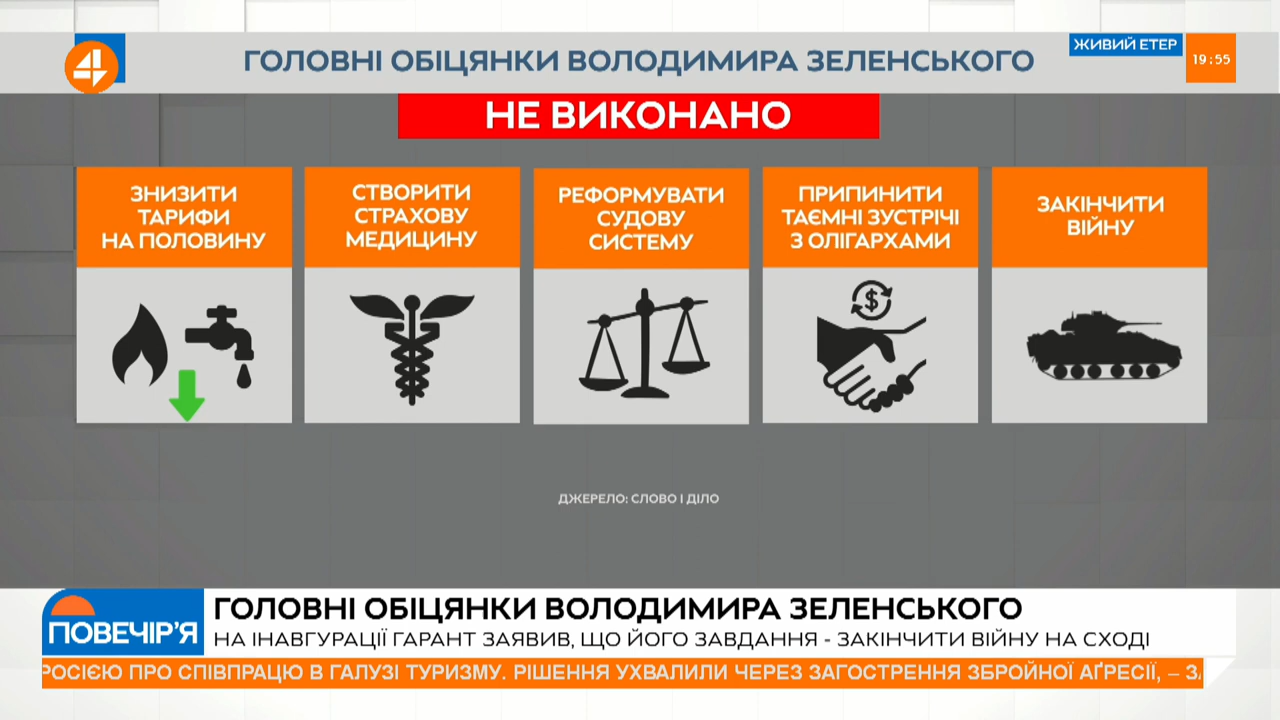 4
ГОЛОВНІ ОБІЦЯНКИ ВОЛОДИМИРА ЗЕЛЕНСЬКОГО
ЖИВИЙ ЕТЕР
19:55
НЕ ВИКОНАНО
ЗНИЗИТИ
ТАРИФИ
НА ПОЛОВИНУ
СТВОРИТИ
СТРАХОВУ
МЕДИЦИНУ
РЕФОРМУВАТИ
СУДОВУ
СИСТЕМУ
ПРИПИНИТИ
ТАЄМНІ ЗУСТРІЧІ
З ОЛІГАРХАМИ
ЗАКІНЧИТИ
ВІЙНУ
$
ДЖЕРЕЛО: СЛОВО І ДІЛО
ПОВЕЧІР'Я
ГОЛОВНІ ОБІЦЯНКИ ВОЛОДИМИРА ЗЕЛЕНСЬКОГО
НА ІНАВГУРАЦІЇ ГАРАНТ ЗАЯВИВ, ЩО ЙОГО ЗАВДАННЯ - ЗАКІНЧИТИ ВІЙНУ НА СХОДІ
РОСІЄЮ ПРО СПІВПРАЦЮ В ГАЛУЗІ ТУРИЗМУ. РІШЕННЯ УХВАЛИЛИ ЧЕРЕЗ ЗАГОСТРЕННЯ ЗБРОЙНОЇ АҐРЕСІЇ, –